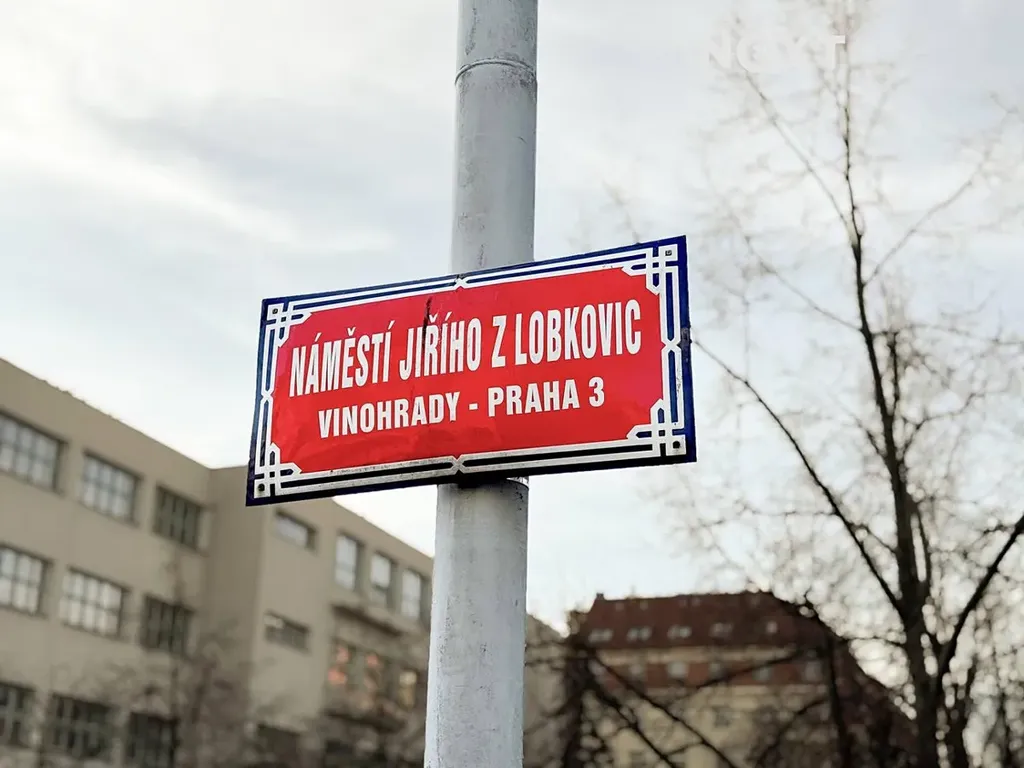 NÁMĚSTÍ JIŘÍHO Z LOBKOVIC
VINOHRADY - PRAHA 3